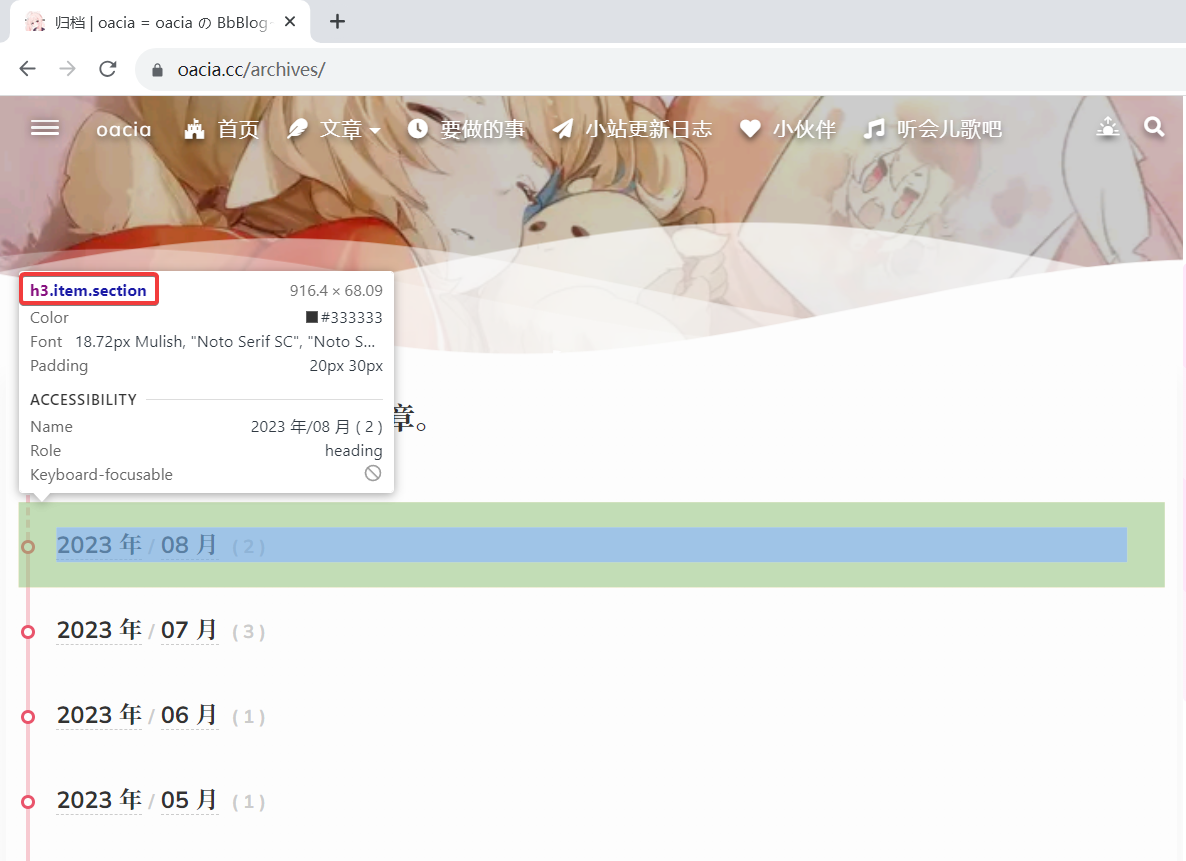 归档 | oacia = oacia の BbBlog
oacia.cc/archives/
oacia 首页 文章 要做的事 小站更新日志 小伙伴 听会儿歌吧
h3.item.section 916.4 × 68.09
Color #333333
Font 18.72px Mulish, "Noto Serif SC", "Noto S...
Padding 20px 30px
ACCESSIBILITY
章。
Name 2023 年/08 月 ( 2 )
Role heading
Keyboard-focusable
2023 年 / 08 月 ( 2 )
2023 年 / 07 月 ( 3 )
2023 年 / 06 月 ( 1 )
2023 年 / 05 月 ( 1 )